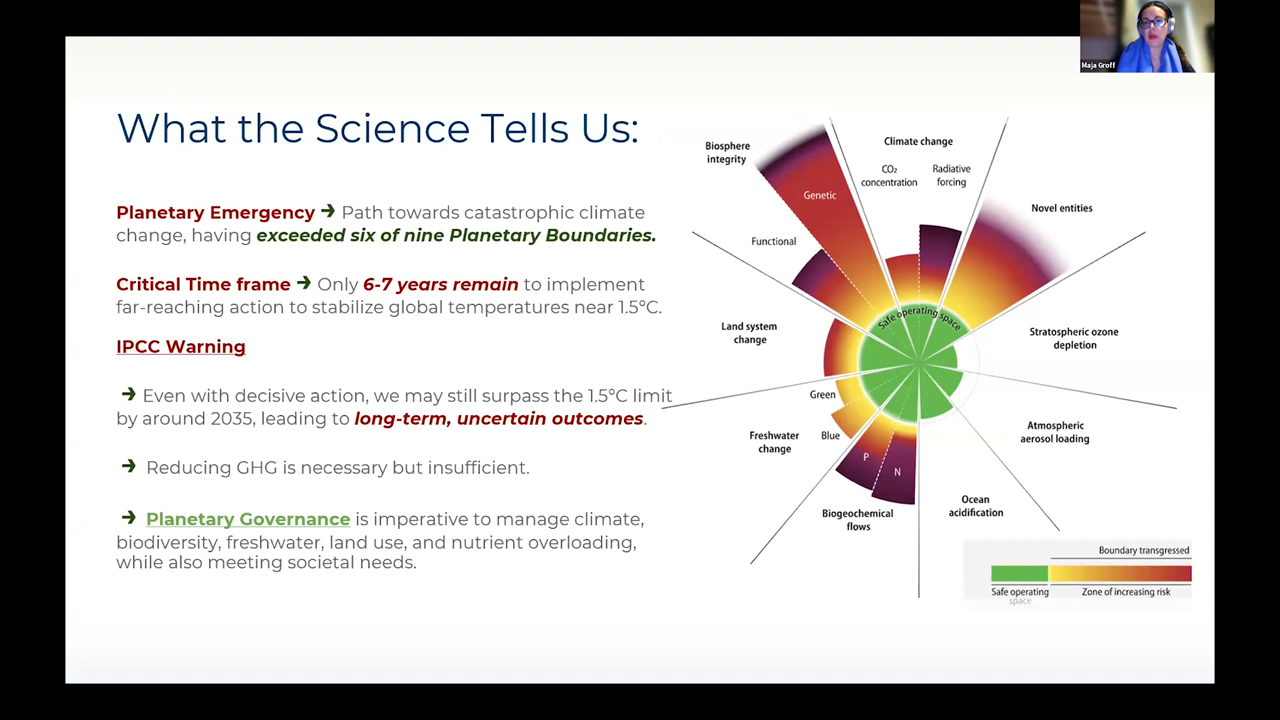 Maja Groff
What the Science Tells Us:
Planetary Emergency → Path towards catastrophic climate
change, having exceeded six of nine Planetary Boundaries.
Critical Time frame → Only 6-7 years remain to implement
far-reaching action to stabilize global temperatures near 1.5°C.
IPCC Warning
→ Even with decisive action, we may still surpass the 1.5°C limit
by around 2035, leading to long-term, uncertain outcomes.
→ Reducing GHG is necessary but insufficient.
→ Planetary Governance is imperative to manage climate,
biodiversity, freshwater, land use, and nutrient overloading,
while also meeting societal needs.
Biosphere
integrity
Climate change
CO₂
concentration
Radiative
forcing
Genetic
Novel entities
Functional
Safe operating space
Land system
change
Stratospheric ozone
depletion
Green
Blue
Freshwater
change
Atmospheric
aerosol loading
P
N
Biogeochemical
flows
Ocean
acidification
Boundary transgressed
Safe operating
space
Zone of increasing risk